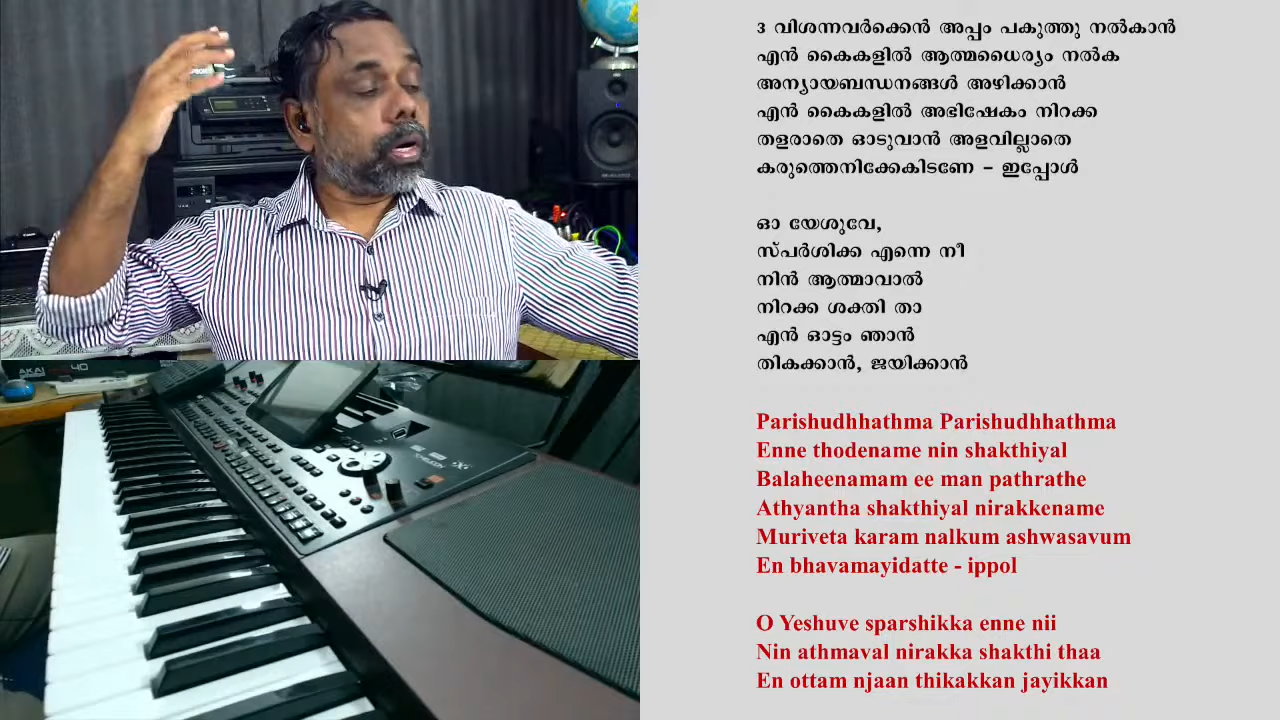 3 വിശന്നവർക്കെൻ അപ്പം പകുത്തു നൽകാൻ
എൻ കൈകളിൽ ആത്മധൈര്യം നൽക
അന്യായബന്ധനങ്ങൾ അഴിക്കാൻ
എൻ കൈകളിൽ അഭിഷേകം നിറക്ക
തളരാതെ ഓടുവാൻ അളവില്ലാതെ
കരുത്തെനിക്കേകിടണേ – ഇപ്പോൾ
ഓ യേശുവേ,
സ്പർശിക്ക എന്നെ നീ
നിൻ ആത്മാവാൽ
നിറക്ക ശക്തി താ
എൻ ഓട്ടം ഞാൻ
തികക്കാൻ, ജയിക്കാൻ
Parishudhhathma Parishudhhathma
Enne thodename nin shakthiyal
Balaheenamam ee man pathrathe
Athyantha shakthiyal nirakkename
Muriveta karam nalkum ashwasavum
En bhavamayidatte - ippol
O Yeshuve sparshikka enne nii
Nin athmaval nirakka shakthi thaa
En ottam njaan thikakkan jayikkan
AKAI
40